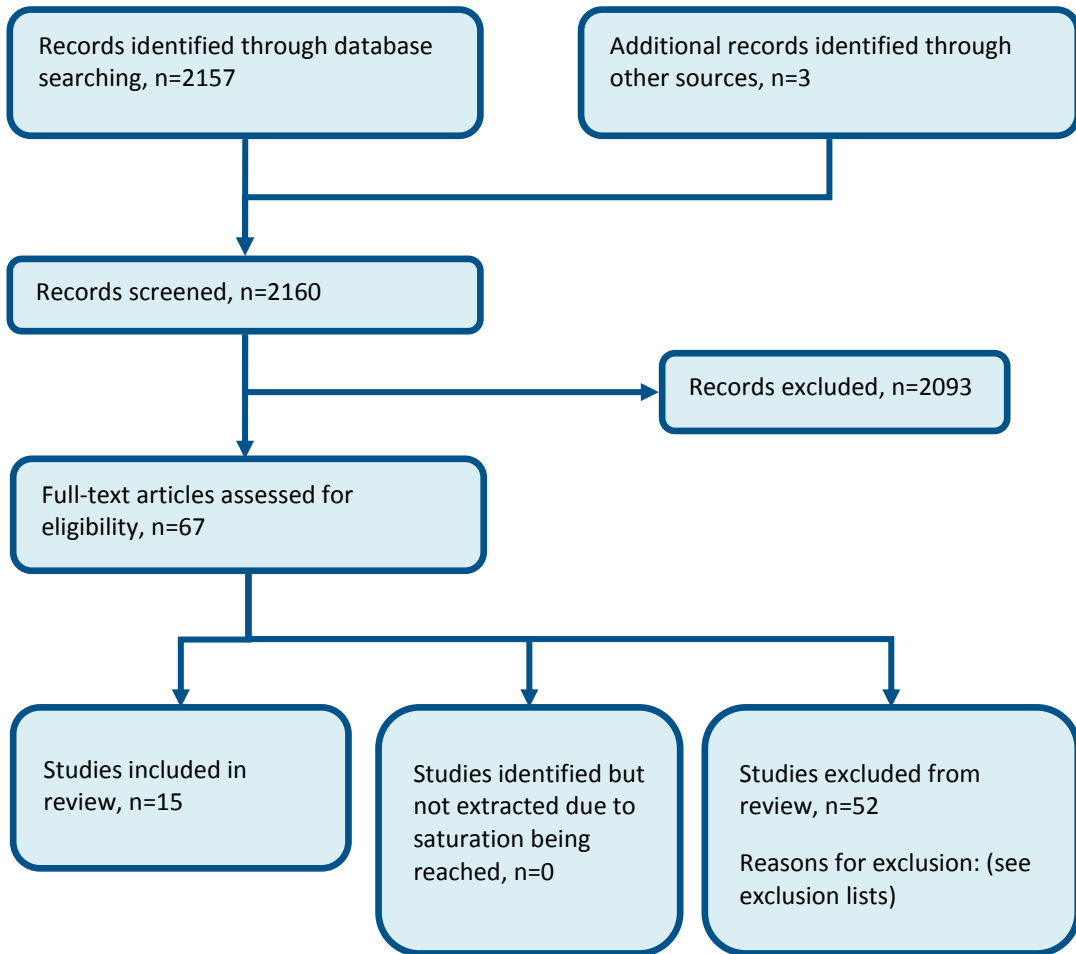 Records identified through database
searching, n=2157
Additional records identified through
other sources, n=3
Records screened, n=2160
Records excluded, n=2093
Full-text articles assessed for
eligibility, n=67
Studies included in
review, n=15
Studies identified but
not extracted due to
saturation being
reached, n=0
Studies excluded from
review, n=52
Reasons for exclusion: (see
exclusion lists)